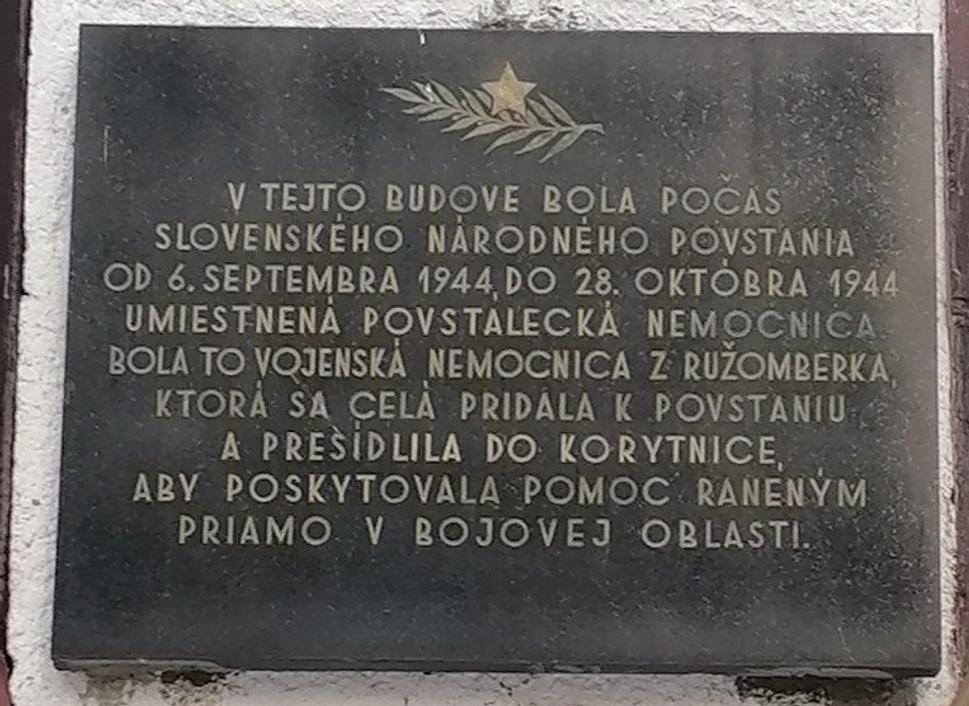 V TEJTO BUDOVE BOLA POČAS
SLOVENSKÉHO NÁRODNÉHO POVSTANIA
OD 6. SEPTEMBRA 1944 DO 28. OKTÓBRA 1944
UMIESTNENÁ POVSTALECKÁ NEMOCNICA.
BOLA TO VOJENSKÁ NEMOCNICA Z RUŽOMBERKA,
KTORÁ SA CELÁ PRIDALA K POVSTANIU
A PRESÍDLILA DO KORYTNICE,
ABY POSKYTOVALA POMOC RANENÝM
PRIAMO V BOJOVEJ OBLASTI.